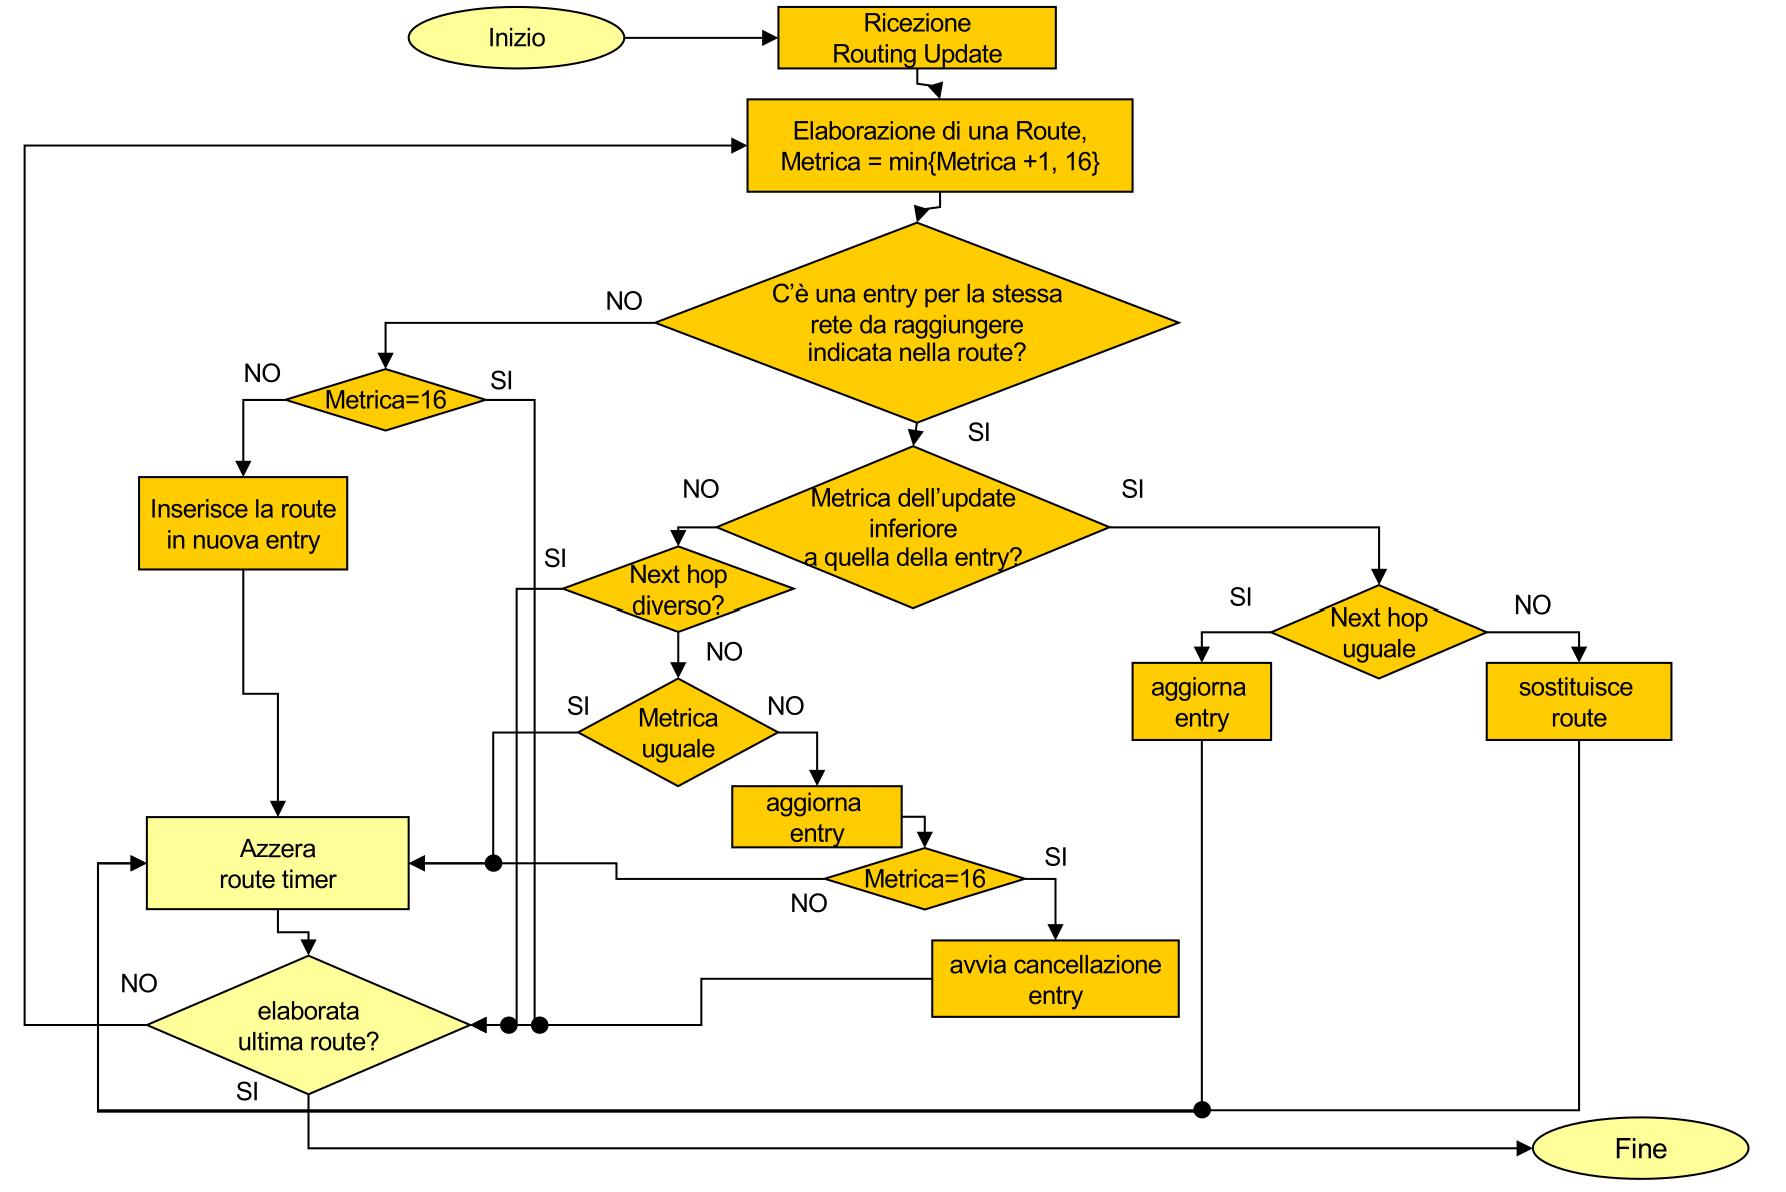 Inizio
Ricezione
Routing Update
Elaborazione di una Route,
Metrica = min{Metrica +1, 16}
C'è una entry per la stessa
rete da raggiungere
indicata nella route?
NO
SI
Metrica=16
NO
SI
Inserisce la route
in nuova entry
Metrica dell'update
inferiore
a quella della entry?
NO
SI
Next hop
diverso?
SI
NO
Next hop
uguale
SI
NO
aggiorna
entry
sostituisce
route
Metrica
uguale
SI
NO
aggiorna
entry
Metrica=16
SI
NO
avvia cancellazione
entry
Azzera
route timer
elaborata
ultima route?
NO
SI
Fine